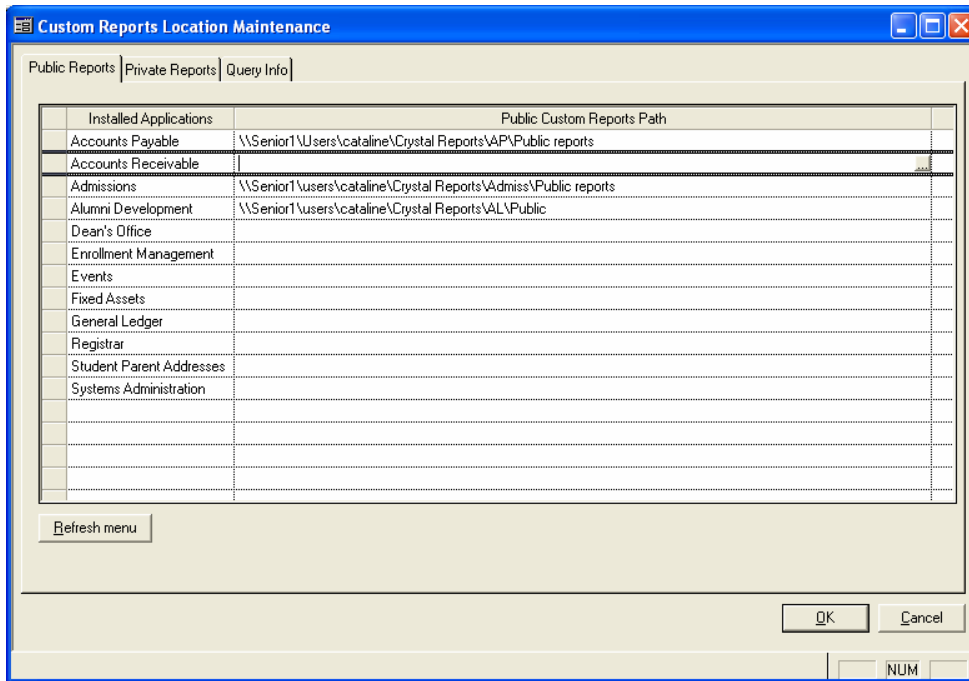 Custom Reports Location Maintenance
Public Reports Private Reports Query Info
Installed Applications Public Custom Reports Path
Accounts Payable \\Senior1\Users\cataline\Crystal Reports\AP\Public reports
Accounts Receivable ...
Admissions \\Senior1\users\cataline\Crystal Reports\Admiss\Public reports
Alumni Development \\Senior1\users\cataline\Crystal Reports\AL\Public
Dean's Office
Enrollment Management
Events
Fixed Assets
General Ledger
Registrar
Student Parent Addresses
Systems Administration
Refresh menu
OK Cancel
NUM